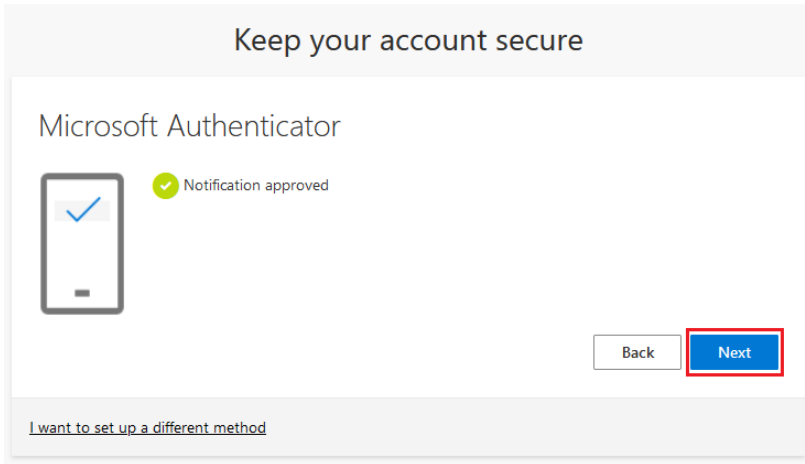 Keep your account secure
Microsoft Authenticator
Notification approved
Back
Next
I want to set up a different method